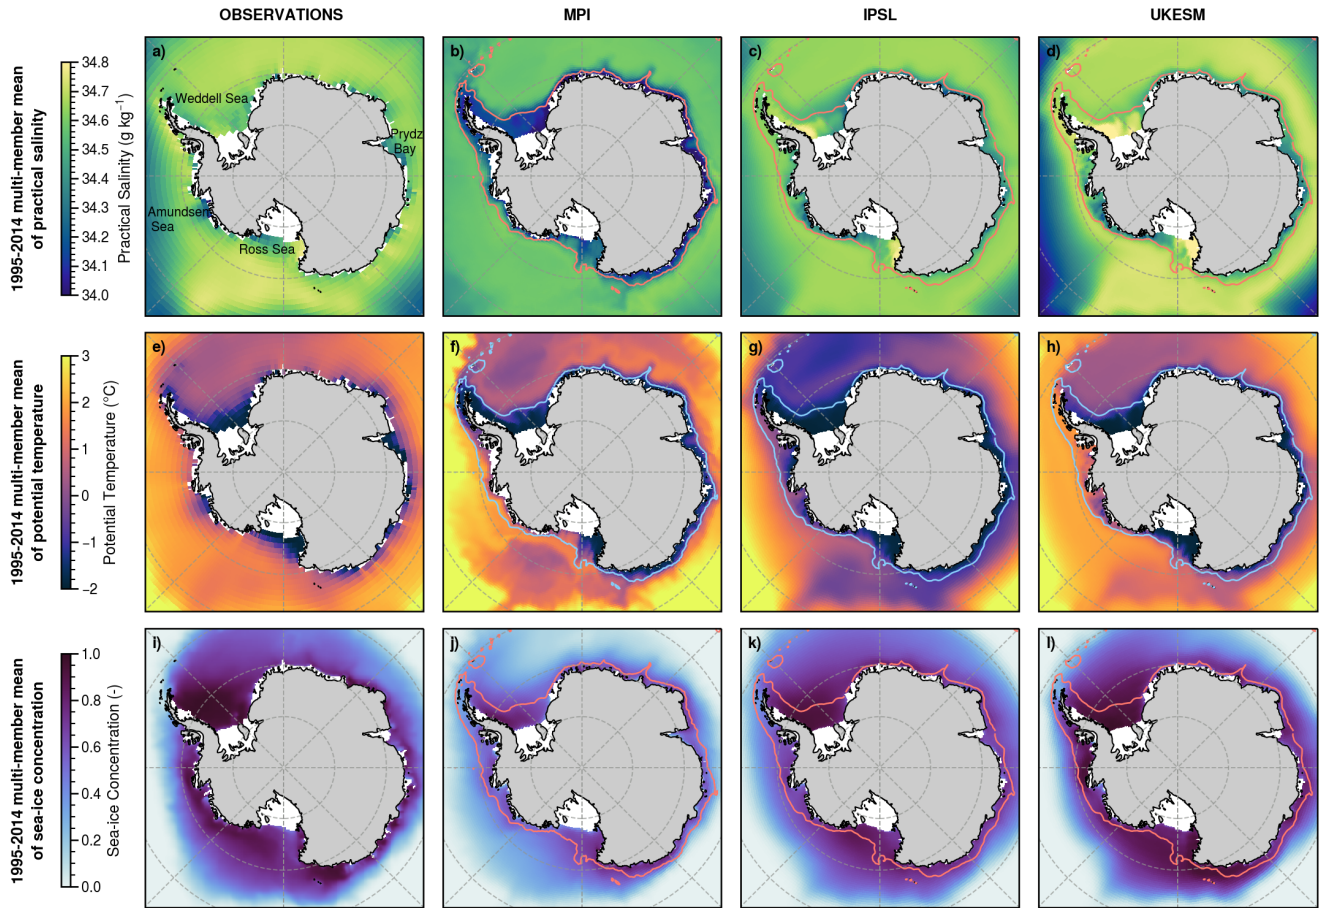 OBSERVATIONS
MPI
IPSL
UKESM
1995-2014 multi-member mean
of practical salinity
34.8
34.7
34.6
34.5
34.4
34.3
34.2
34.1
34.0
Practical Salinity (g kg⁻¹)
a)
Weddell Sea
Prydz
Bay
Amundsen
Sea
Ross Sea
b)
c)
d)
1995-2014 multi-member mean
of potential temperature
3
2
1
0
−1
−2
Potential Temperature (°C)
e)
f)
g)
h)
1995-2014 multi-member mean
of sea-ice concentration
1.0
0.8
0.6
0.4
0.2
0.0
Sea-ice Concentration (-)
i)
j)
k)
l)